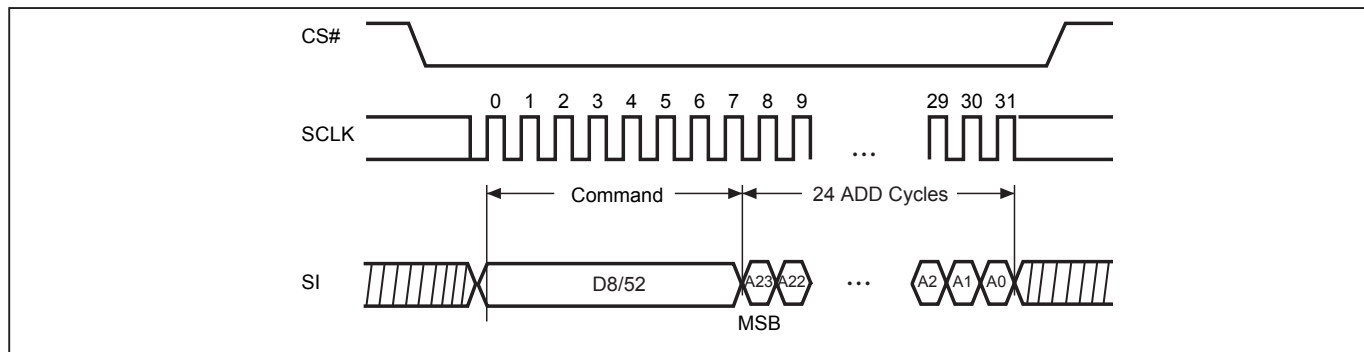 CS#
0 1 2 3 4 5 6 7 8 9 29 30 31
SCLK
...
Command 24 ADD Cycles
SI D8/52 A23 A22 ... A2 A1 A0
MSB